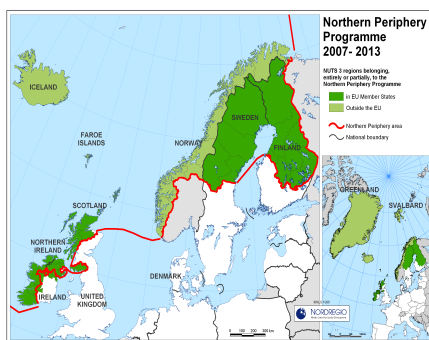 Northern Periphery
Programme
2007- 2013
NUTS 3 regions belonging,
entirely or partially, to the
Northern Periphery Programme
in EU Member States
Outside the EU
Northern Periphery area
National boundary
ICELAND
FAROE
ISLANDS
NORWAY
SWEDEN
FINLAND
SCOTLAND
NORTHERN
IRELAND
IRELAND
UNITED
KINGDOM
DENMARK
GREENLAND
SVALBARD
NORDREGIO